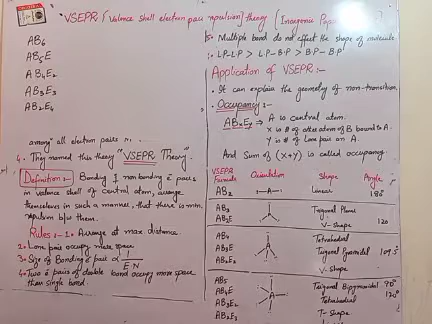 VSEPR [Valence shell electron pair repulsion] theory [Inorganic
AB6
AB5E
AB4E2
AB3E3
AB2E4
among all electron pairs
4. They named this theory "VSEPR Theory".
Definition:- Bonding & non bonding e pairs
in valence shell of central atom, arrange
themselves in such a manner, that there is min.
repulsion b/w them.
Rules:- 1. Arrange at max. distance.
2. Lone pair occupy more space
3. Size of Bonding e pair ∝ 1/E.N
4. Two e pairs of double bond occupy more space
than single bond.
5. Multiple bond do not effect the shape of molecule
LP-LP > LP-BP > BP-BP
Application of VSEPR:-
It can explain the geometry of non-transition
Occupancy:-
ABxEy ⇒ A is Central atom.
X is # of other atom of B bound to A.
Y is # of Lone pair on A.
And Sum of (X+Y) is called occupancy.
VSEPR Formula Orientation Shape Angle
AB2 -A- Linear 180°
AB3 Trigonal Planar
AB2E V-shape 120
AB4 Tetrahedral
AB3E Trigonal Pyramidal 109.5
AB2E2 V-Shape
AB5 Trigonal Bipyramidal 90°
AB4E Tetrahedral 120°
AB3E2 T-Shape
AB2E3